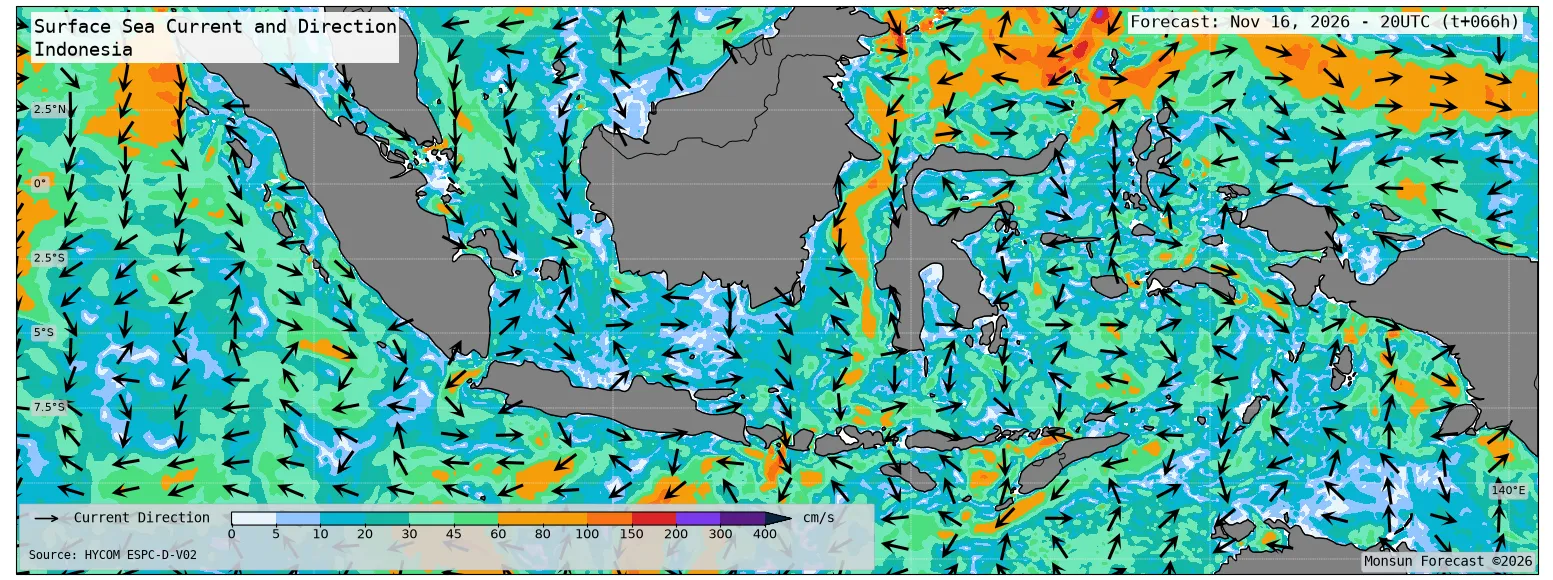 Surface Sea Current and Direction
Indonesia
Forecast: Nov 16, 2026 - 20UTC (t+066h)
2.5°N
0°
2.5°S
5°S
7.5°S
140°E
Current Direction
0 5 10 20 30 45 60 80 100 150 200 300 400 cm/s
Source: HYCOM ESPC-D-V02
Monsun Forecast ©2026